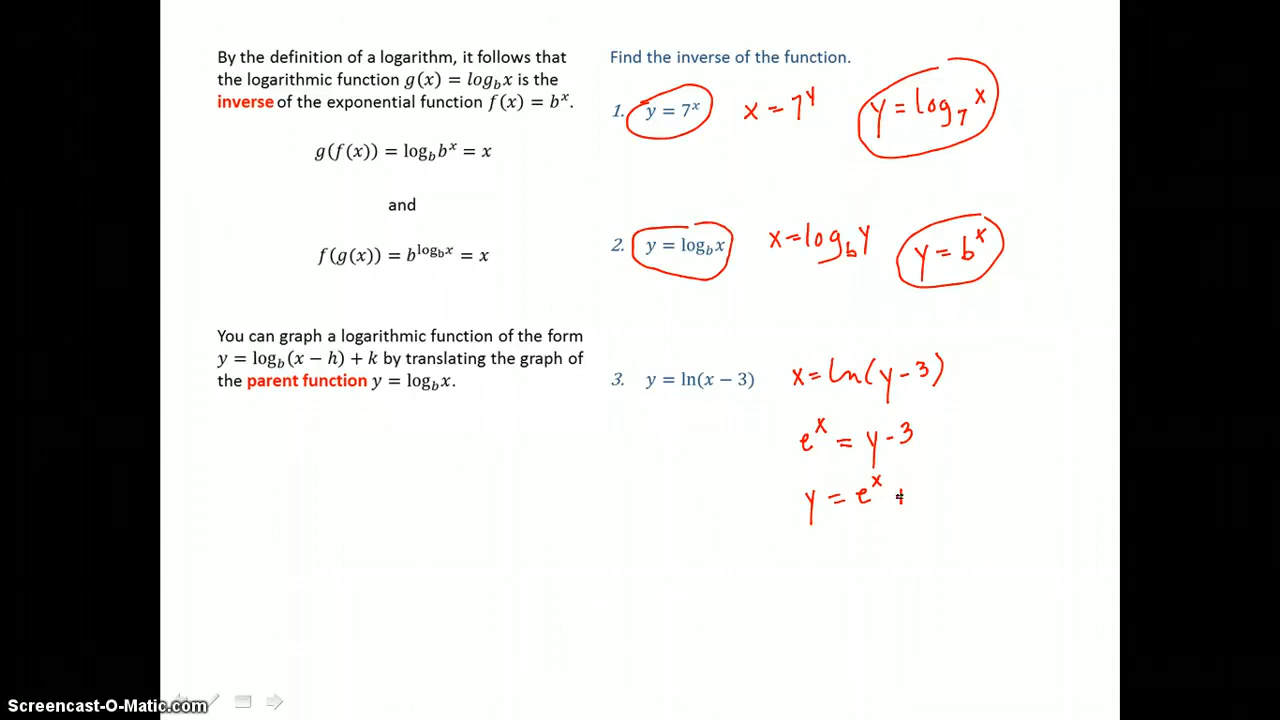 By the definition of a logarithm, it follows that
the logarithmic function g(x) = log_b x is the
inverse of the exponential function f(x) = b^x.
g(f(x)) = log_b b^x = x
and
f(g(x)) = b^(log_b x) = x
You can graph a logarithmic function of the form
y = log_b(x − h) + k by translating the graph of
the parent function y = log_b x.
Find the inverse of the function.
1. y = 7^x x = 7^y y = log_7 x
2. y = log_b x x = log_b y y = b^x
3. y = ln(x − 3) x = ln(y - 3)
e^x = y - 3
y = e^x +
Screencast-O-Matic.com